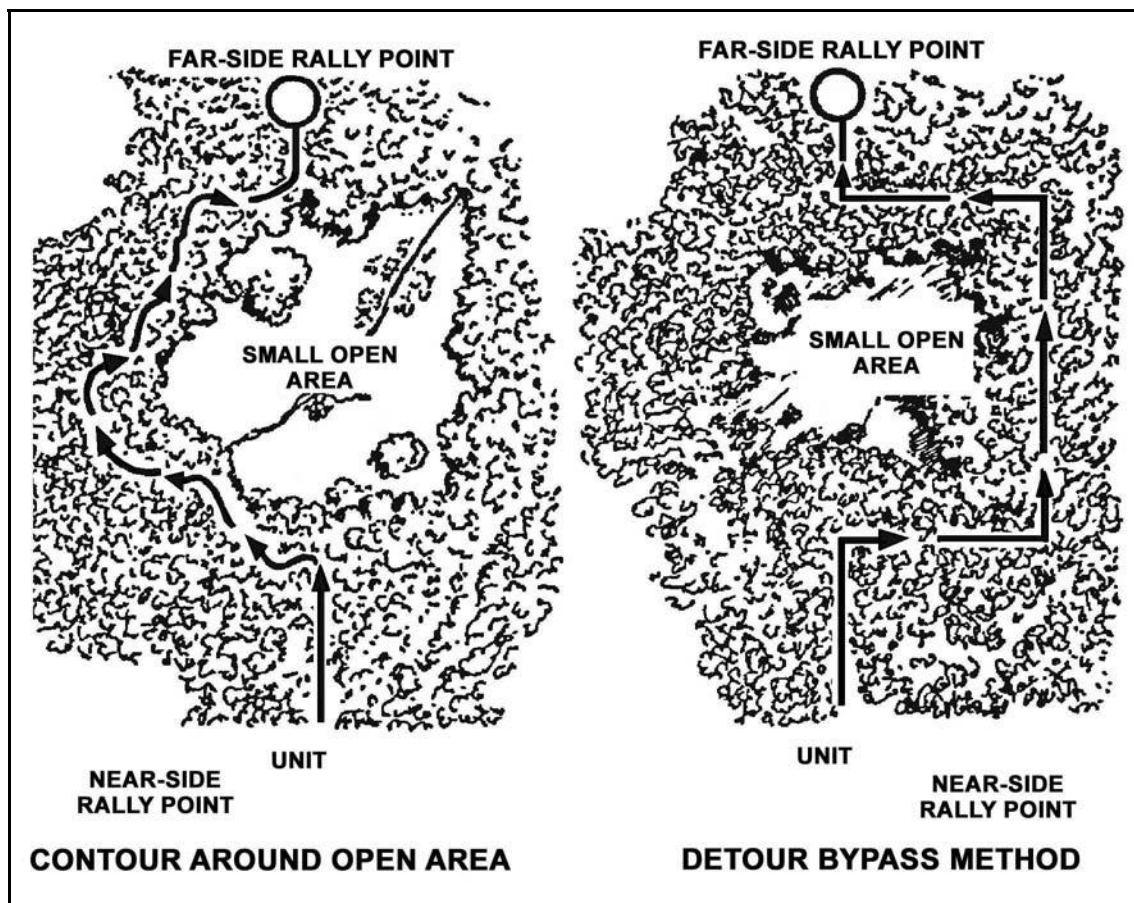 FAR-SIDE RALLY POINT
SMALL OPEN
AREA
UNIT
NEAR-SIDE
RALLY POINT
CONTOUR AROUND OPEN AREA
FAR-SIDE RALLY POINT
SMALL OPEN
AREA
UNIT
NEAR-SIDE
RALLY POINT
DETOUR BYPASS METHOD